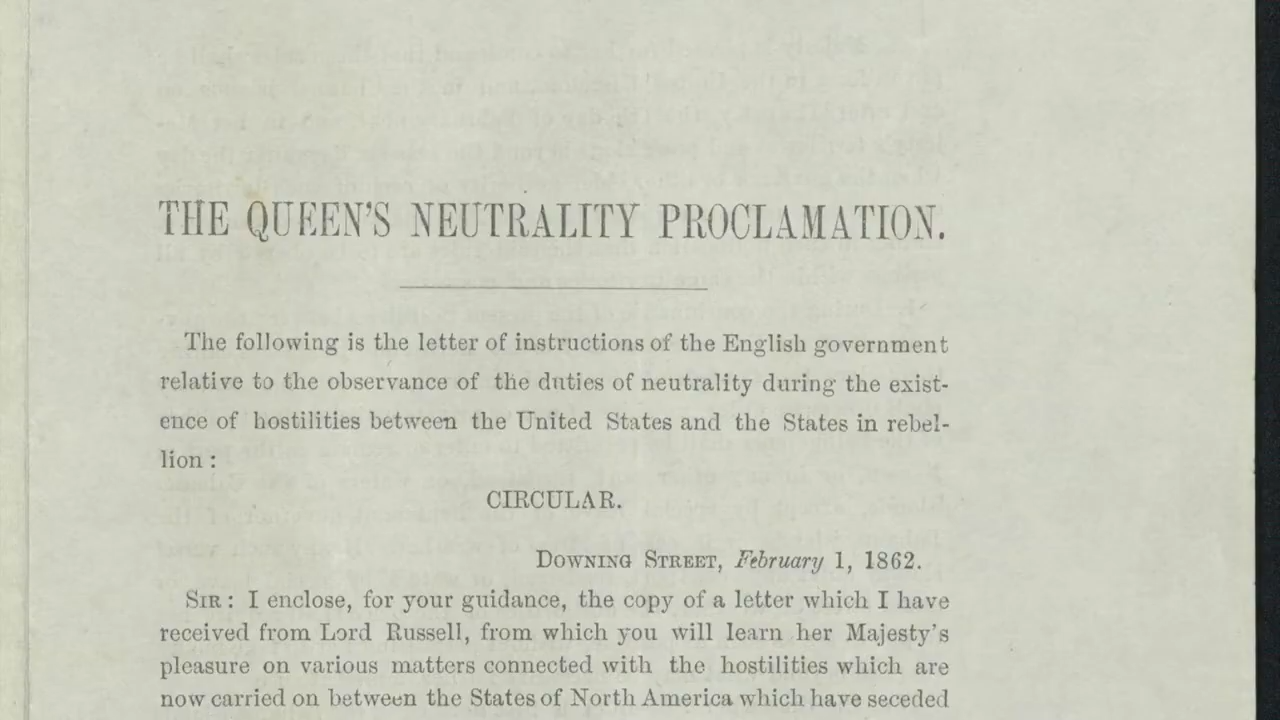 THE QUEEN'S NEUTRALITY PROCLAMATION.
The following is the letter of instructions of the English government
relative to the observance of the duties of neutrality during the exist-
ence of hostilities between the United States and the States in rebel-
lion :
CIRCULAR.
DOWNING STREET, February 1, 1862.
SIR : I enclose, for your guidance, the copy of a letter which I have
received from Lord Russell, from which you will learn her Majesty's
pleasure on various matters connected with the hostilities which are
now carried on between the States of North America which have seceded